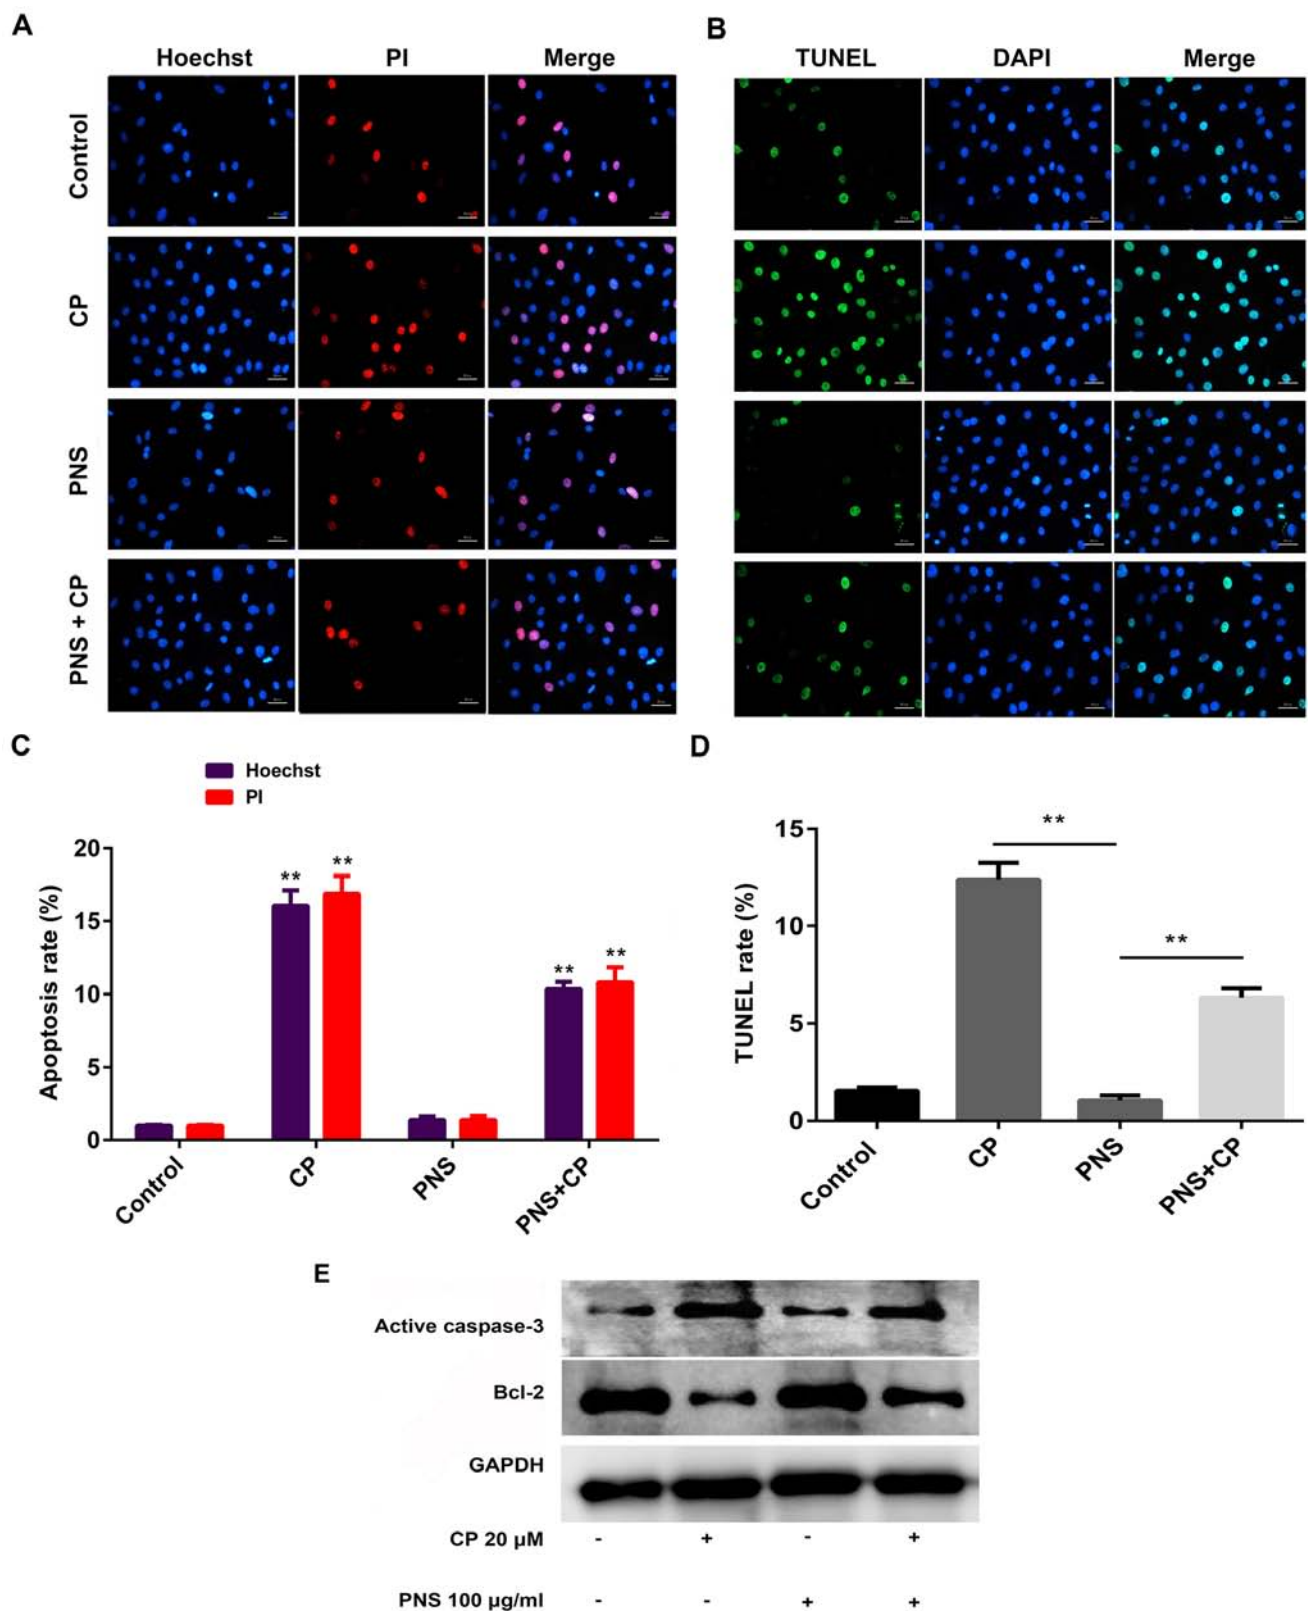 A
B
Hoechst PI Merge
TUNEL DAPI Merge
Control
CP
PNS
PNS + CP
C
D
Hoechst
PI
Apoptosis rate (%)
20
15
10
5
0
** ** ** **
Control CP PNS PNS+CP
TUNEL rate (%)
15
10
5
0
**
**
Control CP PNS PNS+CP
E
Active caspase-3
Bcl-2
GAPDH
CP 20 μM - + - +
PNS 100 μg/ml - - + +